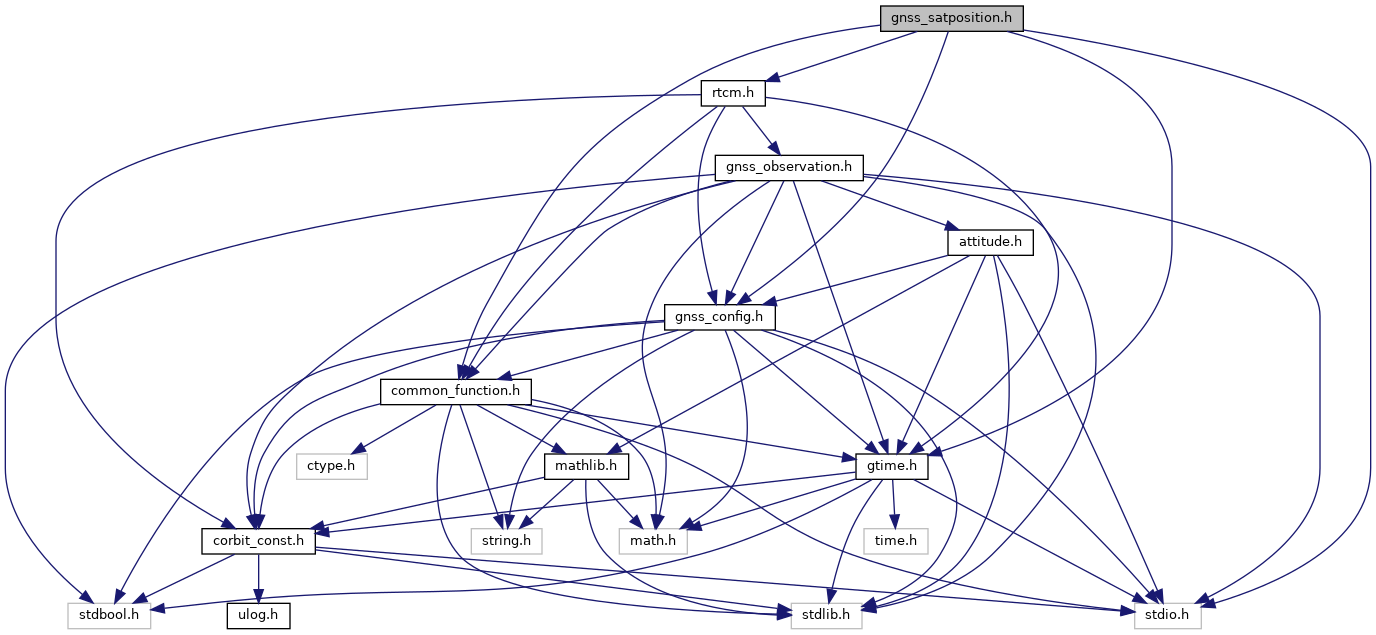 gnss_satposition.h
rtcm.h
gnss_observation.h
attitude.h
gnss_config.h
common_function.h
ctype.h
mathlib.h
gtime.h
corbit_const.h
string.h
math.h
time.h
stdbool.h
ulog.h
stdlib.h
stdio.h